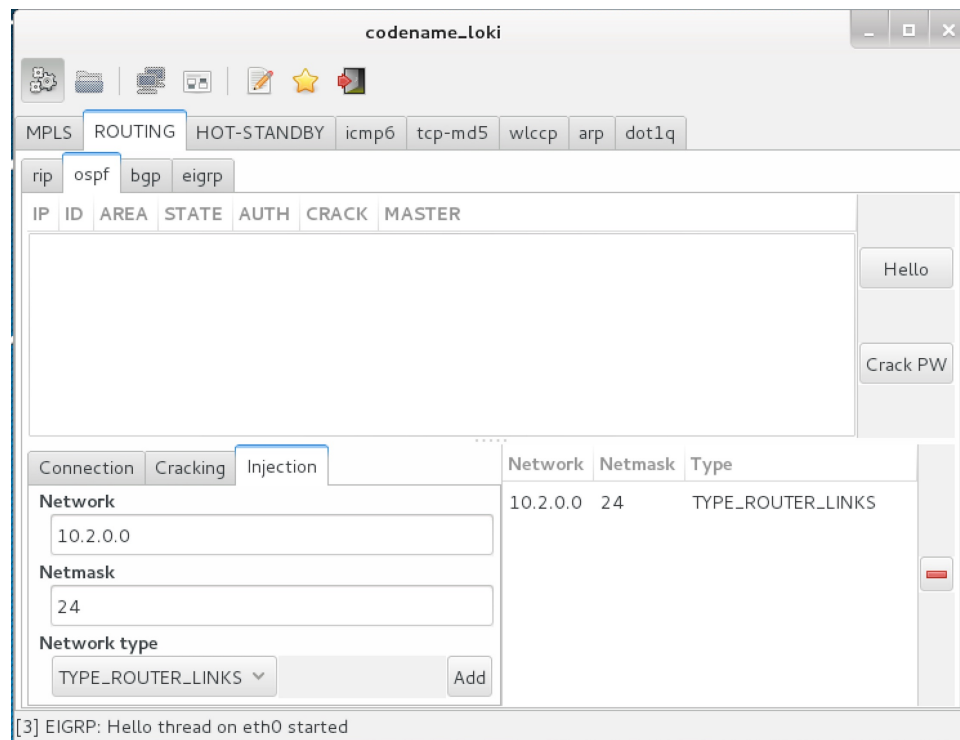 codename_loki
MPLS ROUTING HOT-STANDBY icmp6 tcp-md5 wlccp arp dot1q
rip ospf bgp eigrp
IP ID AREA STATE AUTH CRACK MASTER
Hello
Crack PW
Connection Cracking Injection
Network
10.2.0.0
Netmask
24
Network type
TYPE_ROUTER_LINKS Add
Network Netmask Type
10.2.0.0 24 TYPE_ROUTER_LINKS
[3] EIGRP: Hello thread on eth0 started